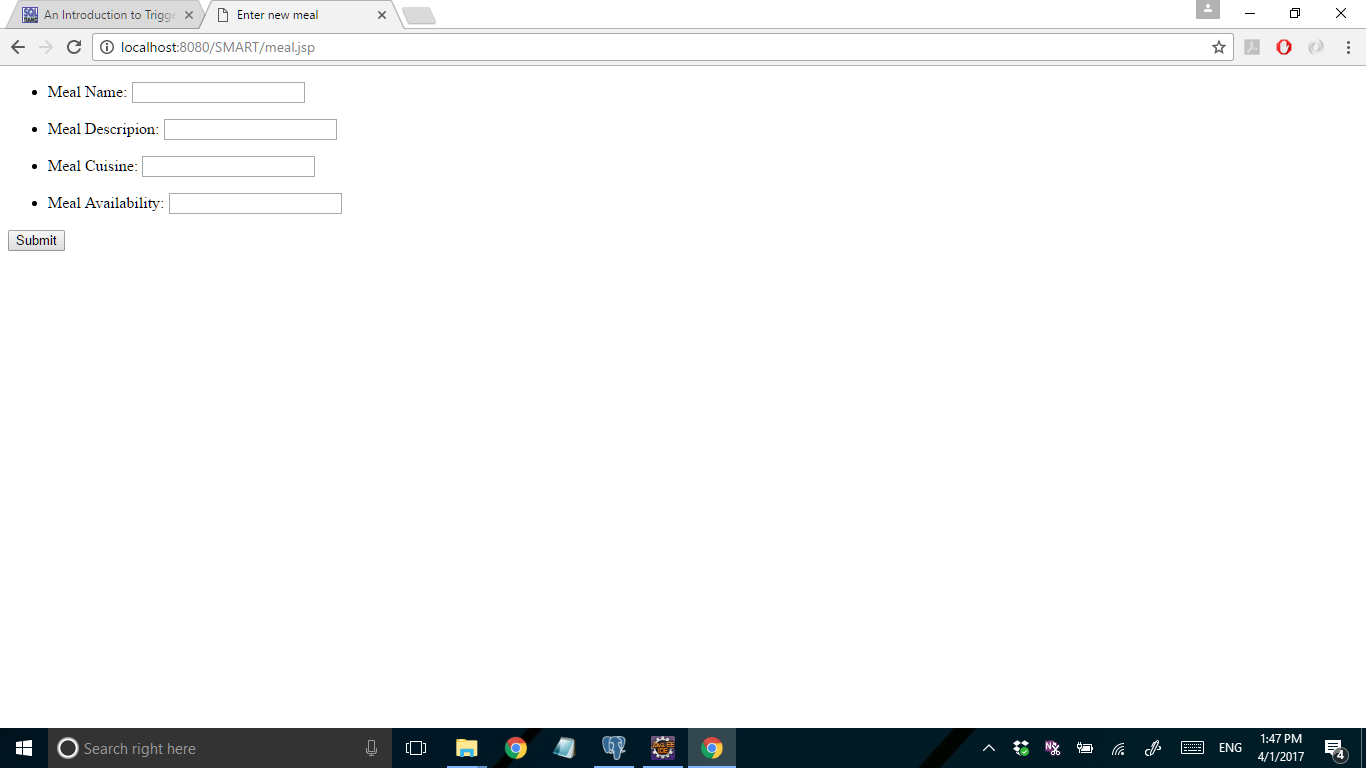 An Introduction to Trigge
Enter new meal
localhost:8080/SMART/meal.jsp
Meal Name:
Meal Descripion:
Meal Cuisine:
Meal Availability:
Submit
Search right here
ENG
1:47 PM
4/1/2017
4